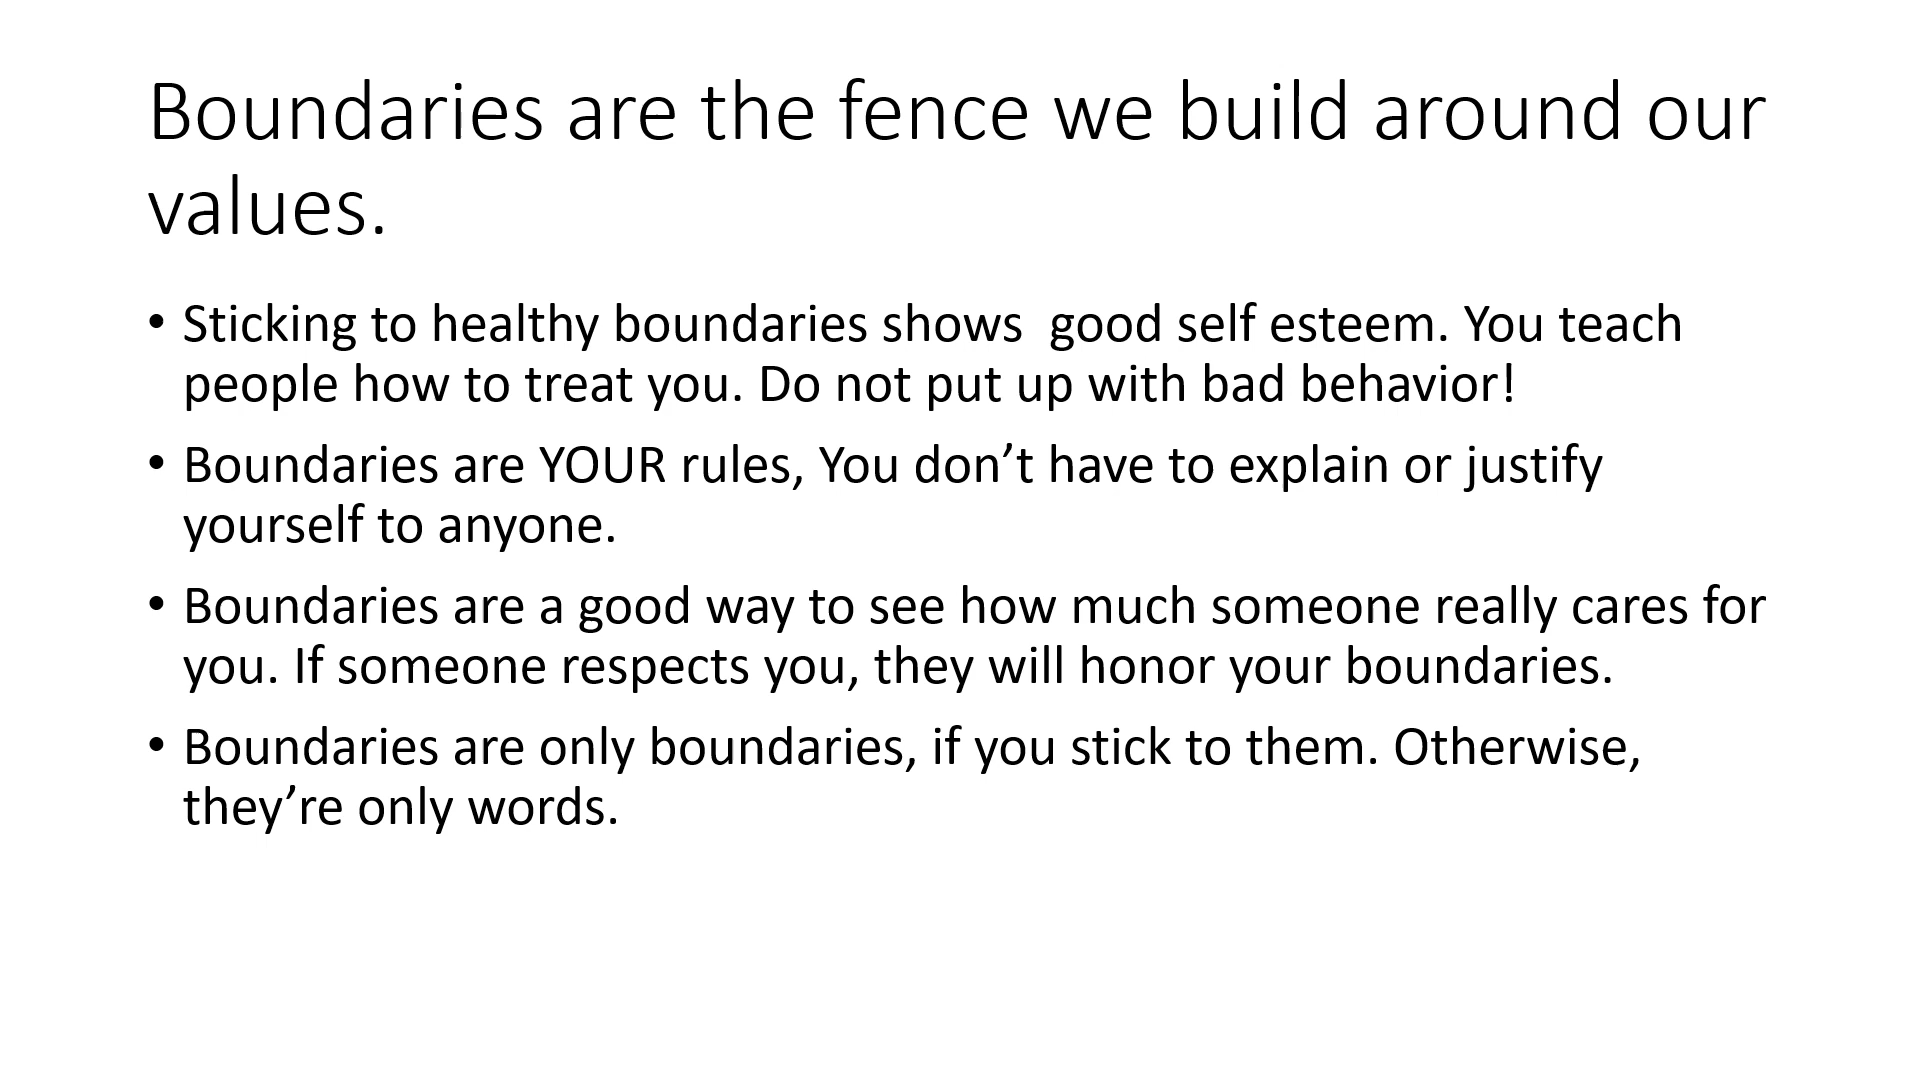 Boundaries are the fence we build around our
values.
• Sticking to healthy boundaries shows  good self esteem. You teach
people how to treat you. Do not put up with bad behavior!
• Boundaries are YOUR rules, You don’t have to explain or justify
yourself to anyone.
• Boundaries are a good way to see how much someone really cares for
you. If someone respects you, they will honor your boundaries.
• Boundaries are only boundaries, if you stick to them. Otherwise,
they’re only words.